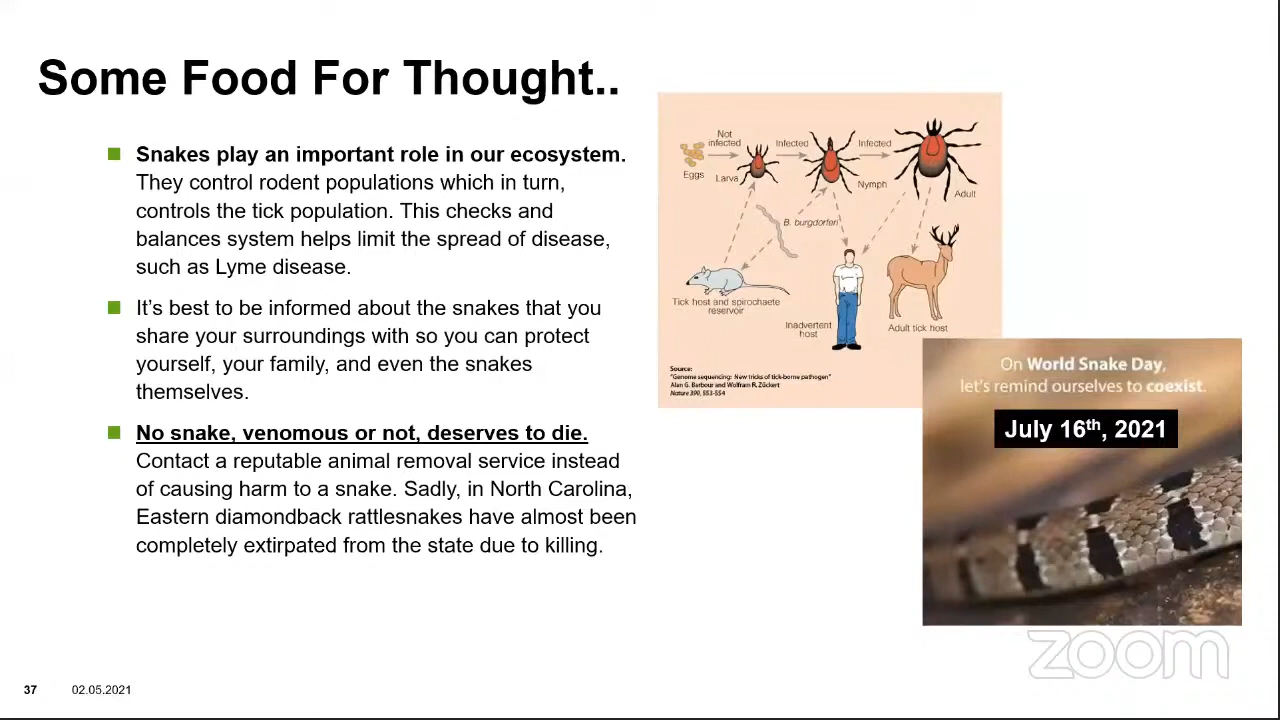 Some Food For Thought..
Snakes play an important role in our ecosystem.
They control rodent populations which in turn,
controls the tick population. This checks and
balances system helps limit the spread of disease,
such as Lyme disease.
It’s best to be informed about the snakes that you
share your surroundings with so you can protect
yourself, your family, and even the snakes
themselves.
No snake, venomous or not, deserves to die.
Contact a reputable animal removal service instead
of causing harm to a snake. Sadly, in North Carolina,
Eastern diamondback rattlesnakes have almost been
completely extirpated from the state due to killing.
Not
infected
Infected
Infected
Eggs
Larva
Nymph
Adult
B. burgdorferi
Tick host and spirochaete
reservoir
Inadvertent
host
Adult tick host
Source:
"Genome sequencing: New tricks of tick-borne pathogen"
Alan G. Barbour and Wolfram R. Zückert
Nature 390, 553-554
On World Snake Day,
let's remind ourselves to coexist.
July 16th, 2021
zoom
37 02.05.2021